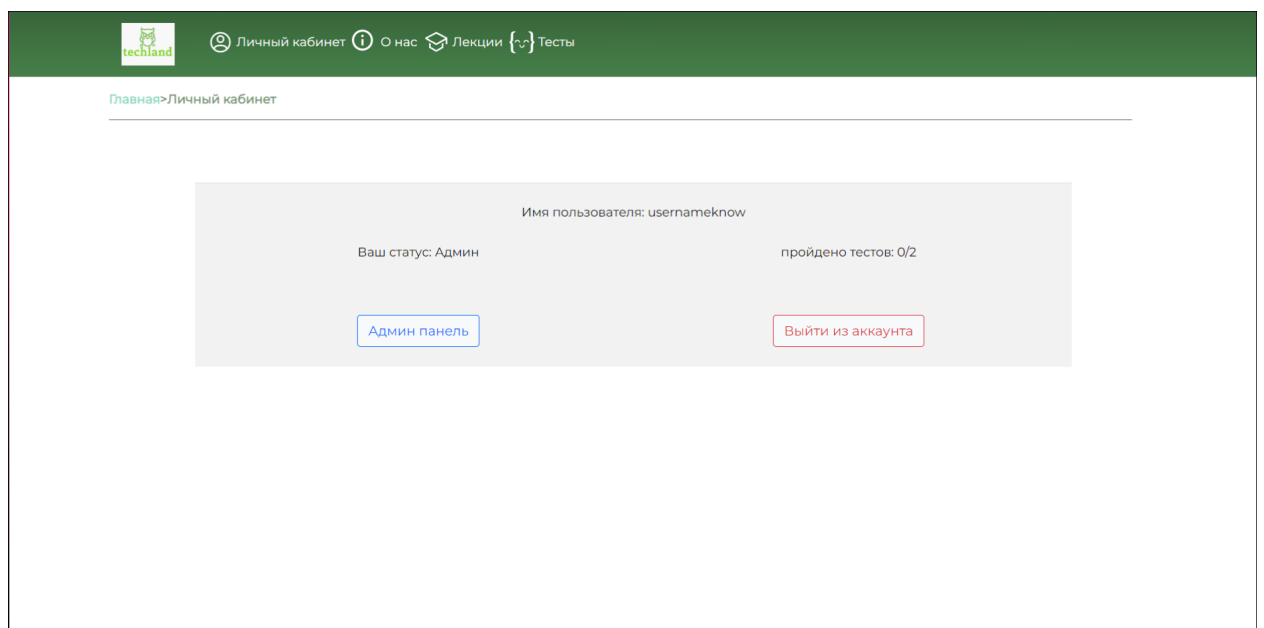 techland
Личный кабинет О нас Лекции {~} Тесты
Главная>Личный кабинет
Имя пользователя: usernameknow
Ваш статус: Админ пройдено тестов: 0/2
Админ панель Выйти из аккаунта